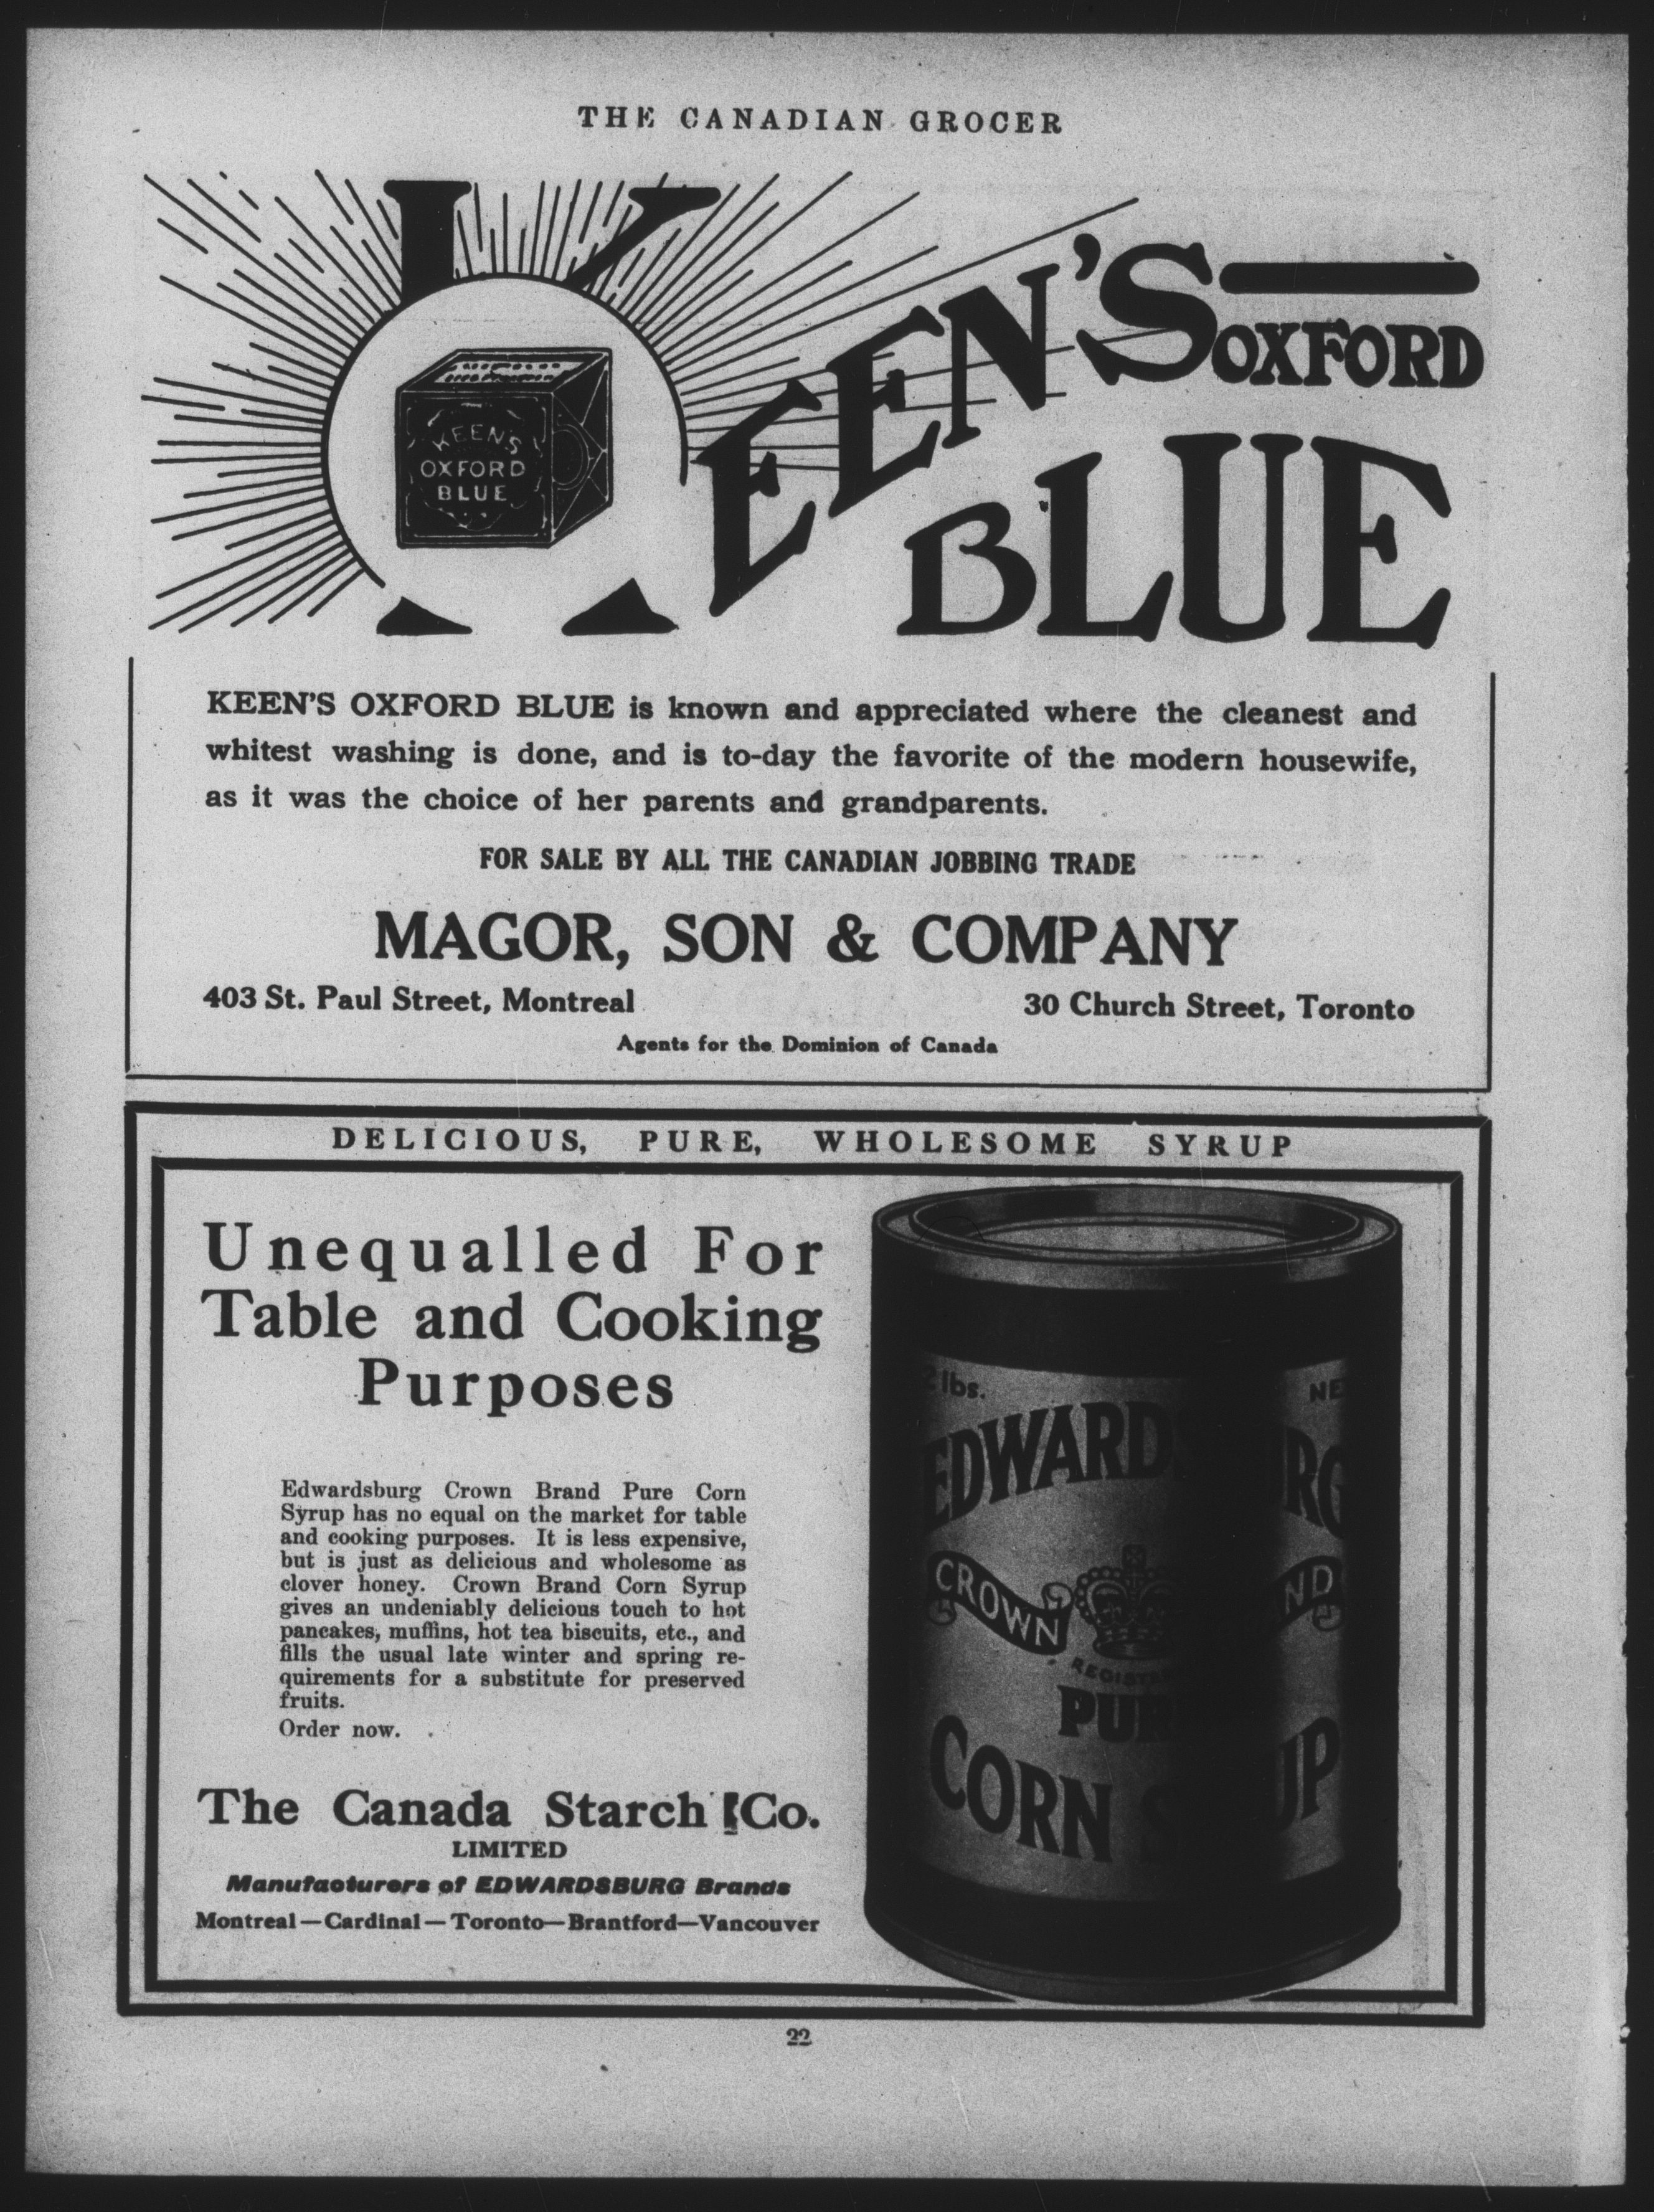 THE CANADIAN GROCER
KEEN'S
OXFORD
BLUE
KEEN'S
OXFORD
BLUE
KEEN'S OXFORD BLUE is known and appreciated where the cleanest and
whitest washing is done, and is to-day the favorite of the modern housewife,
as it was the choice of her parents and grandparents.
FOR SALE BY ALL THE CANADIAN JOBBING TRADE
MAGOR, SON & COMPANY
403 St. Paul Street, Montreal 30 Church Street, Toronto
Agents for the Dominion of Canada
DELICIOUS, PURE, WHOLESOME SYRUP
Unequalled For
Table and Cooking
Purposes
Edwardsburg Crown Brand Pure Corn
Syrup has no equal on the market for table
and cooking purposes. It is less expensive,
but is just as delicious and wholesome as
clover honey. Crown Brand Corn Syrup
gives an undeniably delicious touch to hot
pancakes, muffins, hot tea biscuits, etc., and
fills the usual late winter and spring re-
quirements for a substitute for preserved
fruits.
Order now.
The Canada Starch Co.
LIMITED
Manufacturers of EDWARDSBURG Brands
Montreal—Cardinal—Toronto—Brantford—Vancouver
2 lbs. NE
EDWARDS RG
CROWN ND
REGISTE
PUR
CORN S UP
22